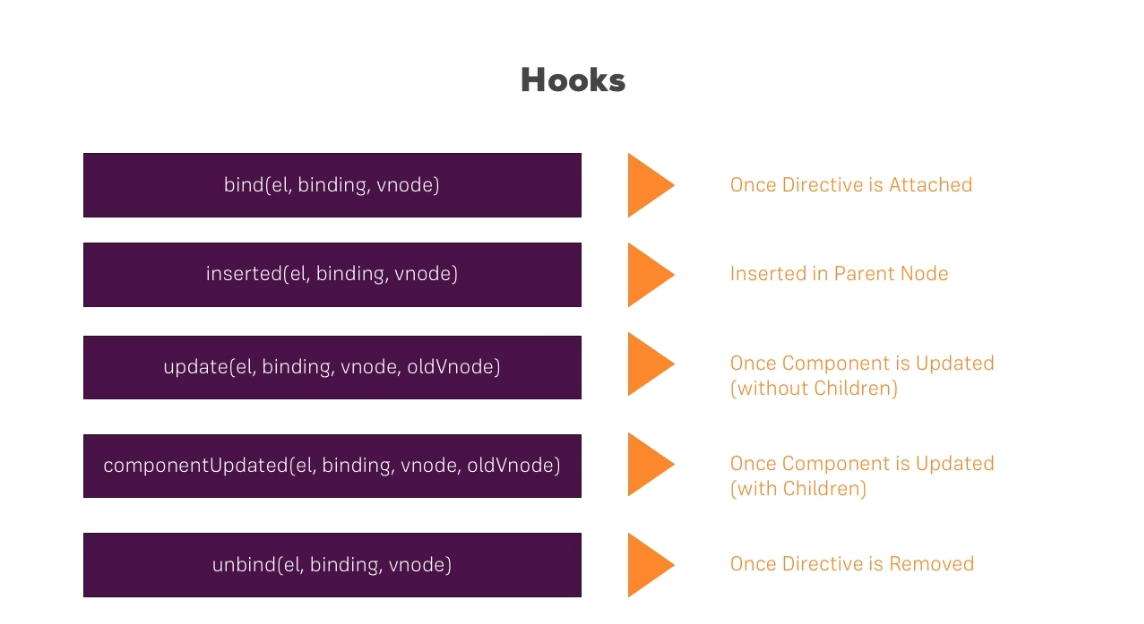 Hooks
bind(el, binding, vnode)
Once Directive is Attached
inserted(el, binding, vnode)
Inserted in Parent Node
update(el, binding, vnode, oldVnode)
Once Component is Updated
(without Children)
componentUpdated(el, binding, vnode, oldVnode)
Once Component is Updated
(with Children)
unbind(el, binding, vnode)
Once Directive is Removed